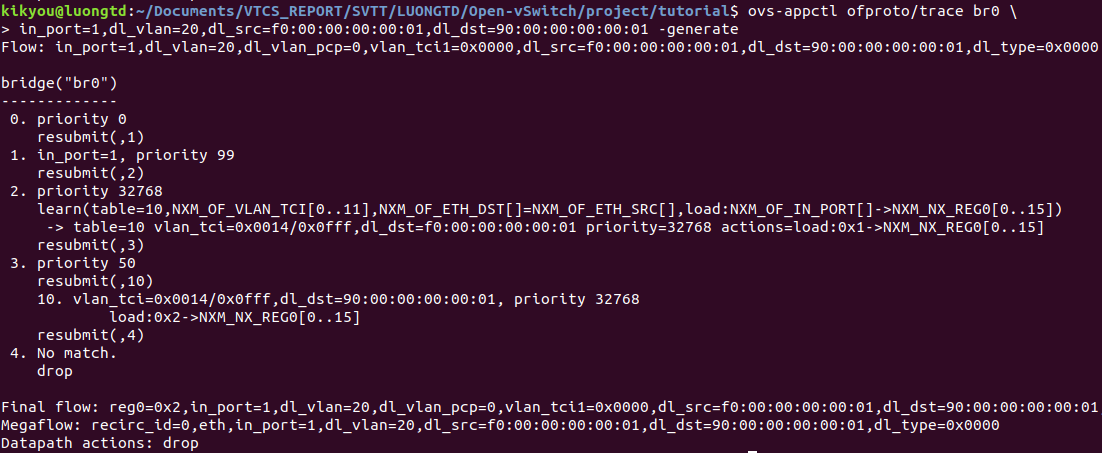 kikyou@luongtd:~/Documents/VTCS_REPORT/SVTT/LUONGTD/Open-vSwitch/project/tutorial$ ovs-appctl ofproto/trace br0 \
> in_port=1,dl_vlan=20,dl_src=f0:00:00:00:00:01,dl_dst=90:00:00:00:00:01 -generate
Flow: in_port=1,dl_vlan=20,dl_vlan_pcp=0,vlan_tci1=0x0000,dl_src=f0:00:00:00:00:01,dl_dst=90:00:00:00:00:01,dl_type=0x0000

bridge("br0")
-------------
 0. priority 0
    resubmit(,1)
 1. in_port=1, priority 99
    resubmit(,2)
 2. priority 32768
    learn(table=10,NXM_OF_VLAN_TCI[0..11],NXM_OF_ETH_DST[]=NXM_OF_ETH_SRC[],load:NXM_OF_IN_PORT[]->NXM_NX_REG0[0..15])
     -> table=10 vlan_tci=0x0014/0x0fff,dl_dst=f0:00:00:00:00:01 priority=32768 actions=load:0x1->NXM_NX_REG0[0..15]
    resubmit(,3)
 3. priority 50
    resubmit(,10)
    10. vlan_tci=0x0014/0x0fff,dl_dst=90:00:00:00:00:01, priority 32768
            load:0x2->NXM_NX_REG0[0..15]
    resubmit(,4)
 4. No match.
    drop

Final flow: reg0=0x2,in_port=1,dl_vlan=20,dl_vlan_pcp=0,vlan_tci1=0x0000,dl_src=f0:00:00:00:00:01,dl_dst=90:00:00:00:00:01
Megaflow: recirc_id=0,eth,in_port=1,dl_vlan=20,dl_src=f0:00:00:00:00:01,dl_dst=90:00:00:00:00:01,dl_type=0x0000
Datapath actions: drop